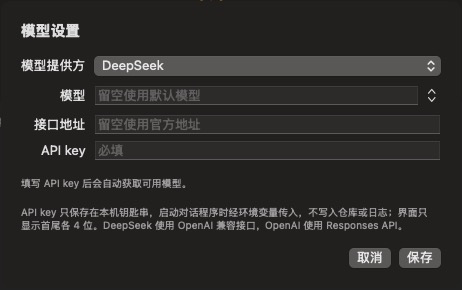 模型设置
模型提供方 DeepSeek
模型 留空使用默认模型
接口地址 留空使用官方地址
API key 必填
填写 API key 后会自动获取可用模型。
API key 只保存在本机钥匙串，启动对话程序时经环境变量传入，不写入仓库或日志；界面只
显示首尾各 4 位。DeepSeek 使用 OpenAI 兼容接口，OpenAI 使用 Responses API。
取消 保存